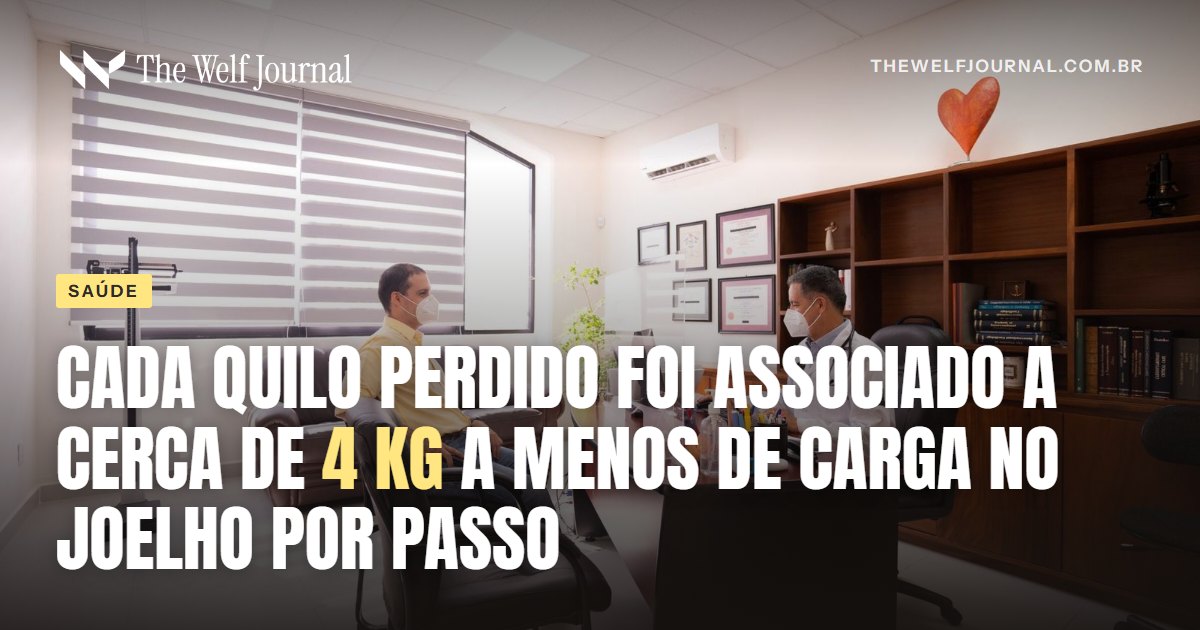 The Welf Journal
THEWELFJOURNAL.COM.BR
SAÚDE
CADA QUILO PERDIDO FOI ASSOCIADO A
CERCA DE 4 KG A MENOS DE CARGA NO
JOELHO POR PASSO